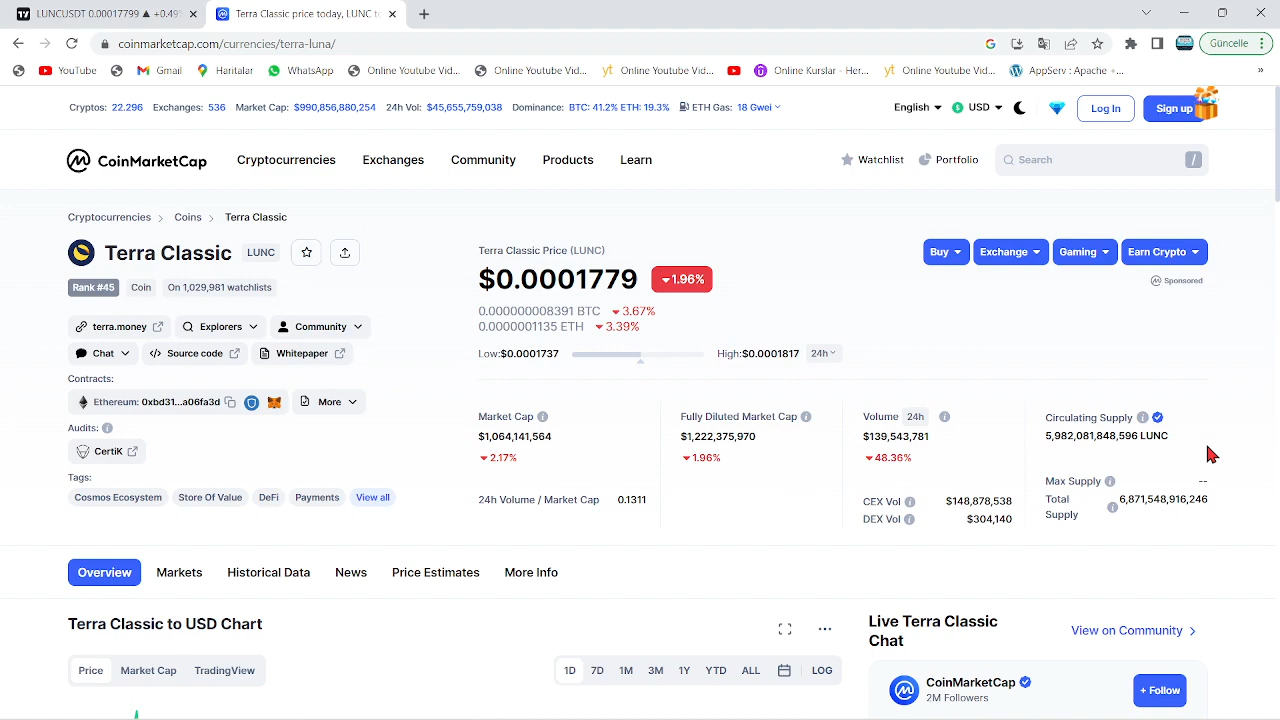 LUNCUSDT 0.00017799 ▲ +0.49%
Terra Classic price today, LUNC to
coinmarketcap.com/currencies/terra-luna/
Güncelle
YouTube
Gmail
Haritalar
WhatsApp
Online Youtube Vid...
Online Youtube Vid...
Online Youtube Vid...
Online Kurslar - Her...
Online Youtube Vid...
AppServ : Apache +...
»
Cryptos: 22.296 Exchanges: 536 Market Cap: $990,856,880,254 24h Vol: $45,655,759,038 Dominance: BTC: 41.2% ETH: 19.3% ETH Gas: 18 Gwei
English USD
Log In
Sign up
CoinMarketCap
Cryptocurrencies Exchanges Community Products Learn
Watchlist Portfolio
Search /
Cryptocurrencies > Coins > Terra Classic
Terra Classic LUNC
Rank #45 Coin On 1,029,981 watchlists
terra.money Explorers Community
Chat Source code Whitepaper
Contracts:
Ethereum: 0xbd31...a06fa3d More
Audits:
CertiK
Tags:
Cosmos Ecosystem Store Of Value DeFi Payments View all
Terra Classic Price (LUNC)
$0.0001779 1.96%
0.000000008391 BTC 3.67%
0.0000001135 ETH 3.39%
Low:$0.0001737 High:$0.0001817 24h
Buy Exchange Gaming Earn Crypto
Sponsored
Market Cap
$1,064,141,564
2.17%
24h Volume / Market Cap 0.1311
Fully Diluted Market Cap
$1,222,375,970
1.96%
Volume 24h
$139,543,781
48.36%
CEX Vol $148,878,538
DEX Vol $304,140
Circulating Supply
5,982,081,848,596 LUNC
Max Supply --
Total Supply 6,871,548,916,246
Overview Markets Historical Data News Price Estimates More Info
Terra Classic to USD Chart
...
Price Market Cap TradingView
1D 7D 1M 3M 1Y YTD ALL LOG
Live Terra Classic
Chat
View on Community >
CoinMarketCap
2M Followers
+ Follow